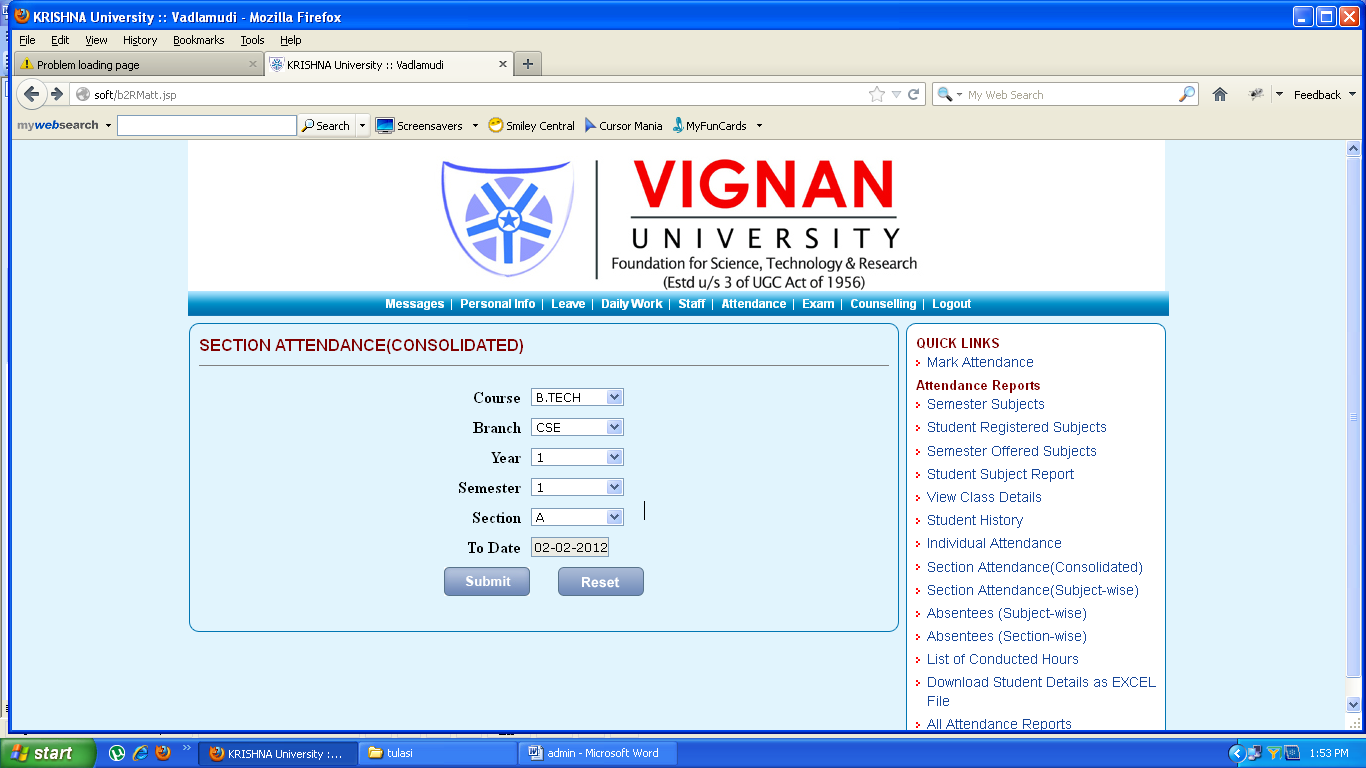 KRISHNA University :: Vadlamudi - Mozilla Firefox
File Edit View History Bookmarks Tools Help
Problem loading page KRISHNA University :: Vadlamudi
soft/b2RMatt.jsp My Web Search Feedback
mywebsearch Search Screensavers Smiley Central Cursor Mania MyFunCards
VIGNAN
UNIVERSITY
Foundation for Science, Technology & Research
(Estd u/s 3 of UGC Act of 1956)
Messages | Personal Info | Leave | Daily Work | Staff | Attendance | Exam | Counselling | Logout
SECTION ATTENDANCE(CONSOLIDATED)
Course B.TECH
Branch CSE
Year 1
Semester 1
Section A
To Date 02-02-2012
Submit Reset
QUICK LINKS
Mark Attendance
Attendance Reports
Semester Subjects
Student Registered Subjects
Semester Offered Subjects
Student Subject Report
View Class Details
Student History
Individual Attendance
Section Attendance(Consolidated)
Section Attendance(Subject-wise)
Absentees (Subject-wise)
Absentees (Section-wise)
List of Conducted Hours
Download Student Details as EXCEL
File
All Attendance Reports
start KRISHNA University :... tulasi admin - Microsoft Word 1:53 PM